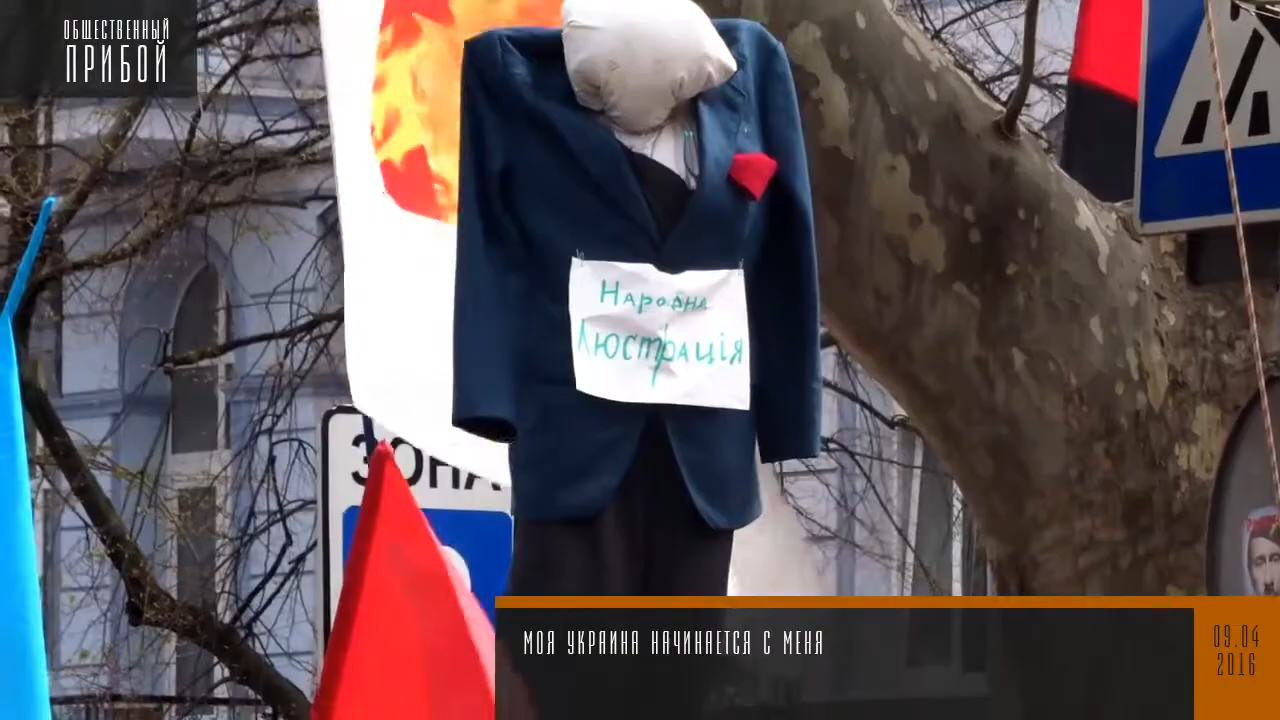 ОБЩЕСТВЕННЫЙ
ПРИБОЙ
Народна
Люстрація
ЗОНА
МОЯ УКРАИНА НАЧИНАЕТСЯ С МЕНЯ
09.04
2016